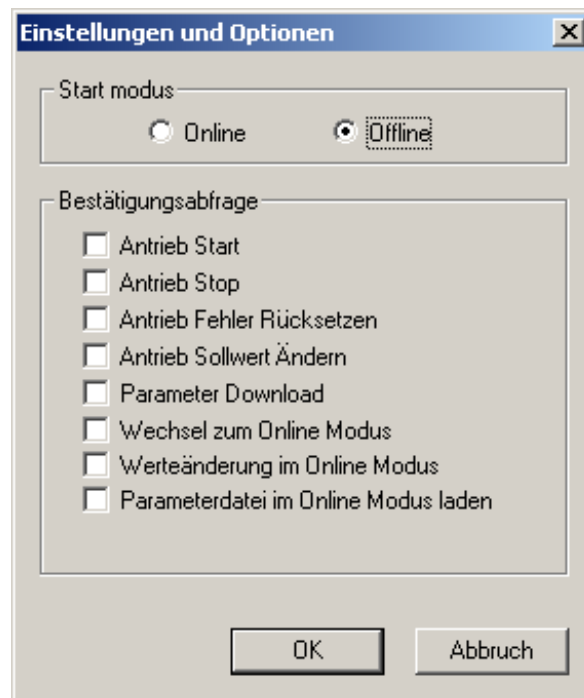 Einstellungen und Optionen
Start modus
Online Offline
Bestätigungsabfrage
Antrieb Start
Antrieb Stop
Antrieb Fehler Rücksetzen
Antrieb Sollwert Ändern
Parameter Download
Wechsel zum Online Modus
Werteänderung im Online Modus
Parameterdatei im Online Modus laden
OK Abbruch